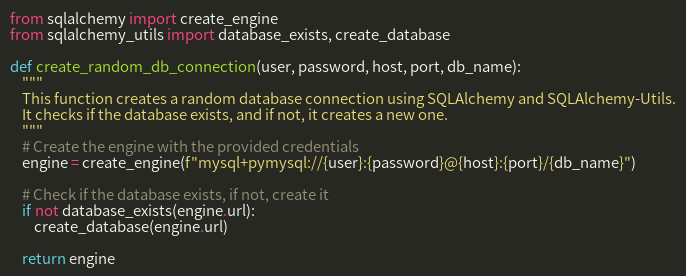 from sqlalchemy import create_engine
from sqlalchemy_utils import database_exists, create_database

def create_random_db_connection(user, password, host, port, db_name):
    """
    This function creates a random database connection using SQLAlchemy and SQLAlchemy-Utils.
    It checks if the database exists, and if not, it creates a new one.
    """
    # Create the engine with the provided credentials
    engine = create_engine(f"mysql+pymysql://{user}:{password}@{host}:{port}/{db_name}")

    # Check if the database exists, if not, create it
    if not database_exists(engine.url):
        create_database(engine.url)

    return engine